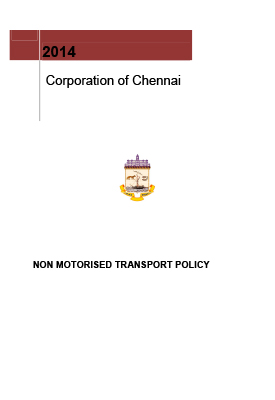 2014
Corporation of Chennai
NON MOTORISED TRANSPORT POLICY